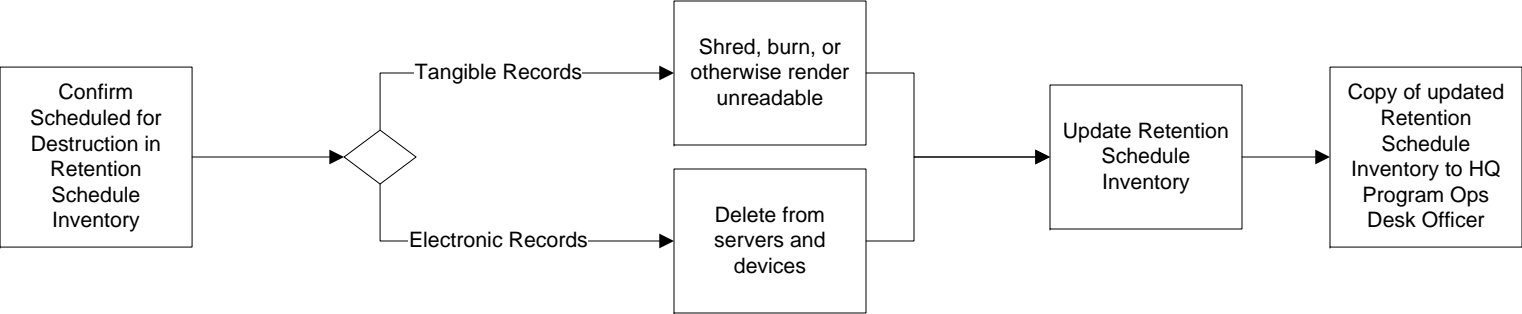 Confirm
Scheduled for
Destruction in
Retention
Schedule
Inventory
Tangible Records
Shred, burn, or
otherwise render
unreadable
Electronic Records
Delete from
servers and
devices
Update Retention
Schedule
Inventory
Copy of updated
Retention
Schedule
Inventory to HQ
Program Ops
Desk Officer